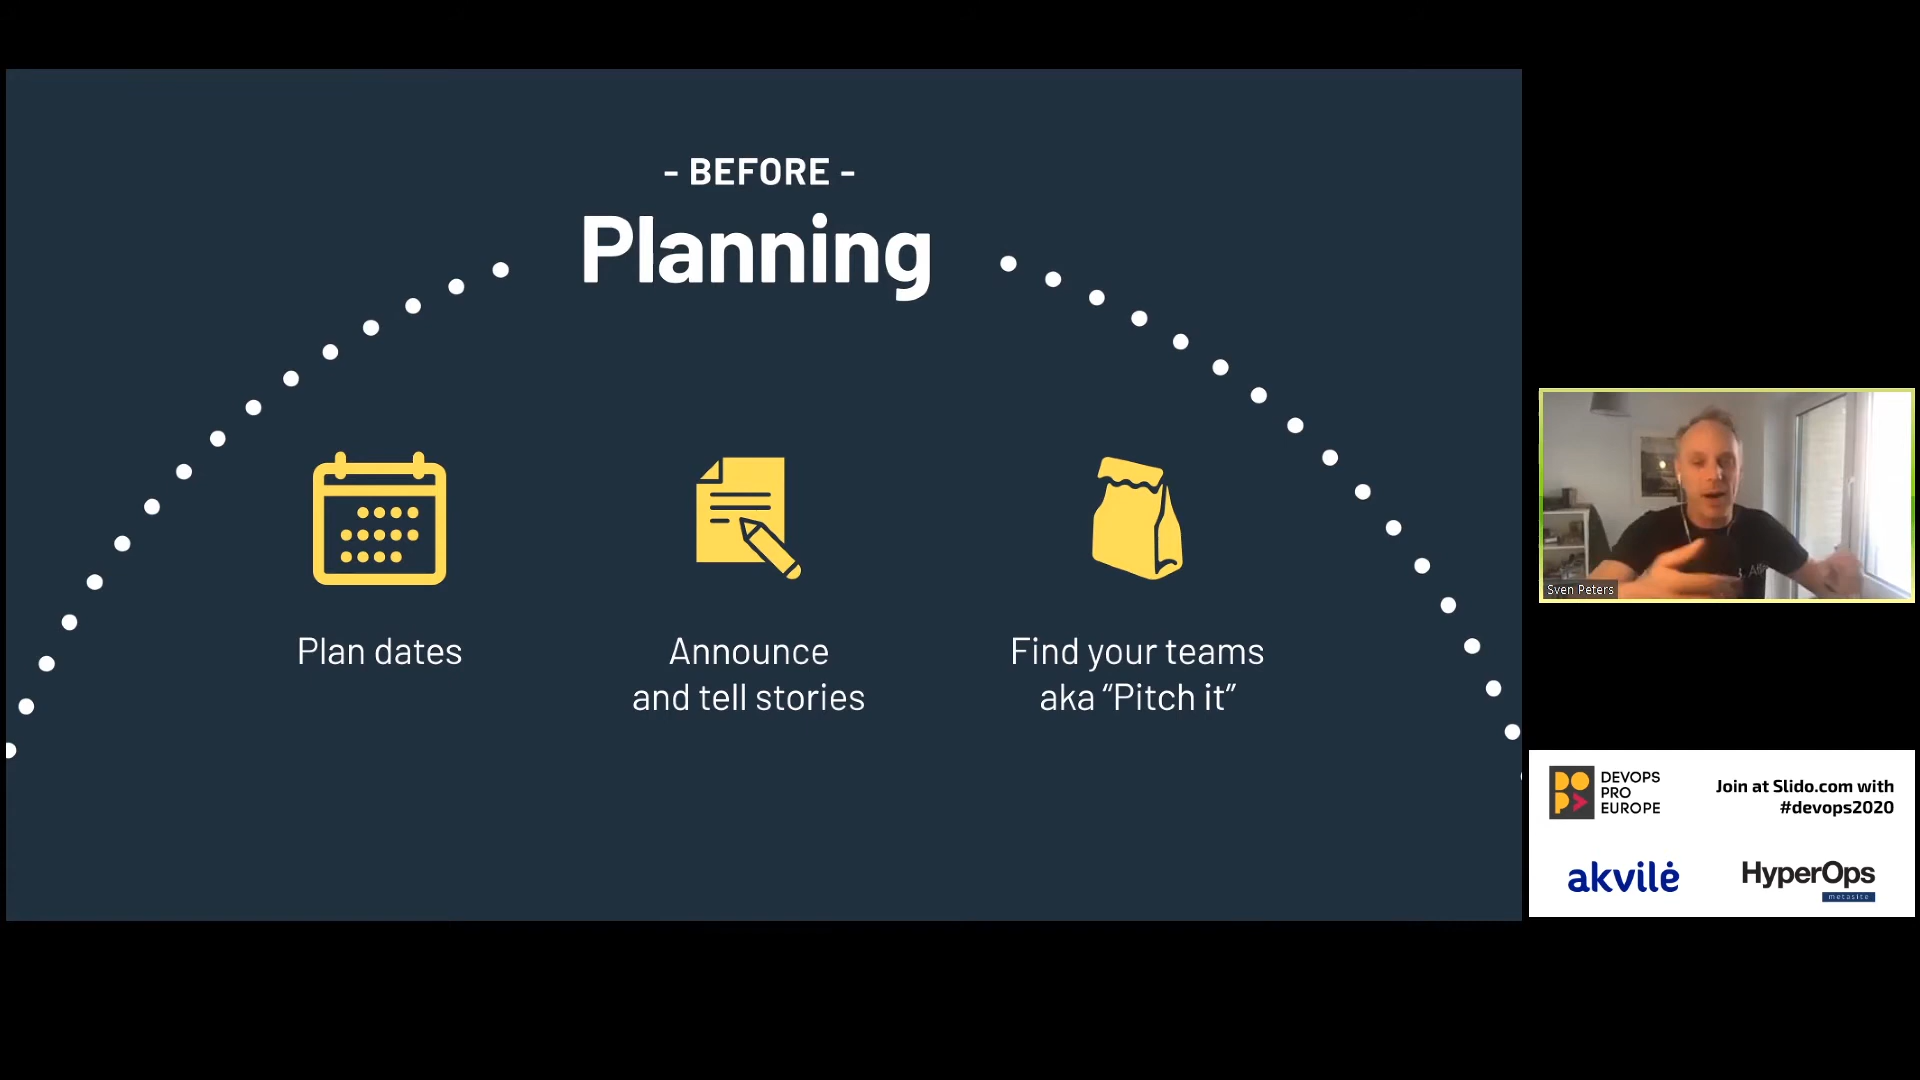 - BEFORE -
Planning
Plan dates
Announce
and tell stories
Find your teams
aka “Pitch it”
Sven Peters
DEVOPS
PRO
EUROPE
Join at Slido.com with
#devops2020
akvilė
HyperOps
metasite